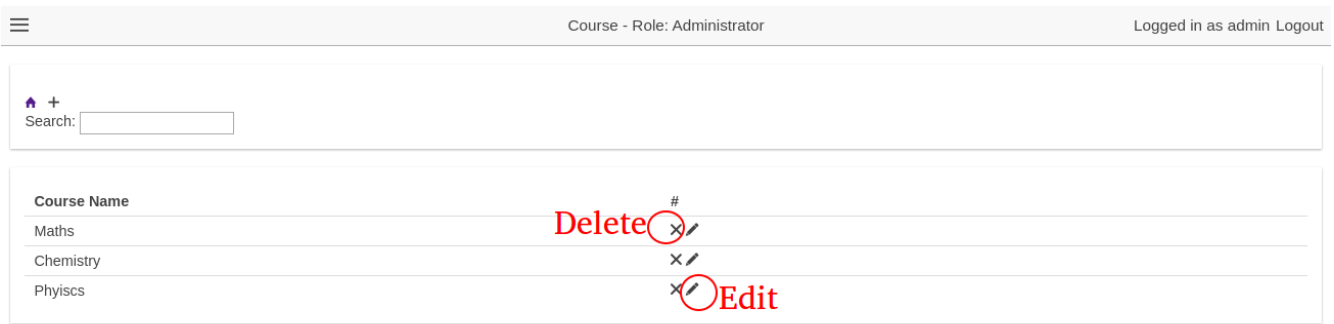 Course - Role: Administrator Logged in as admin Logout
Search:
Course Name #
Delete
Maths
Chemistry
Phyiscs
Edit